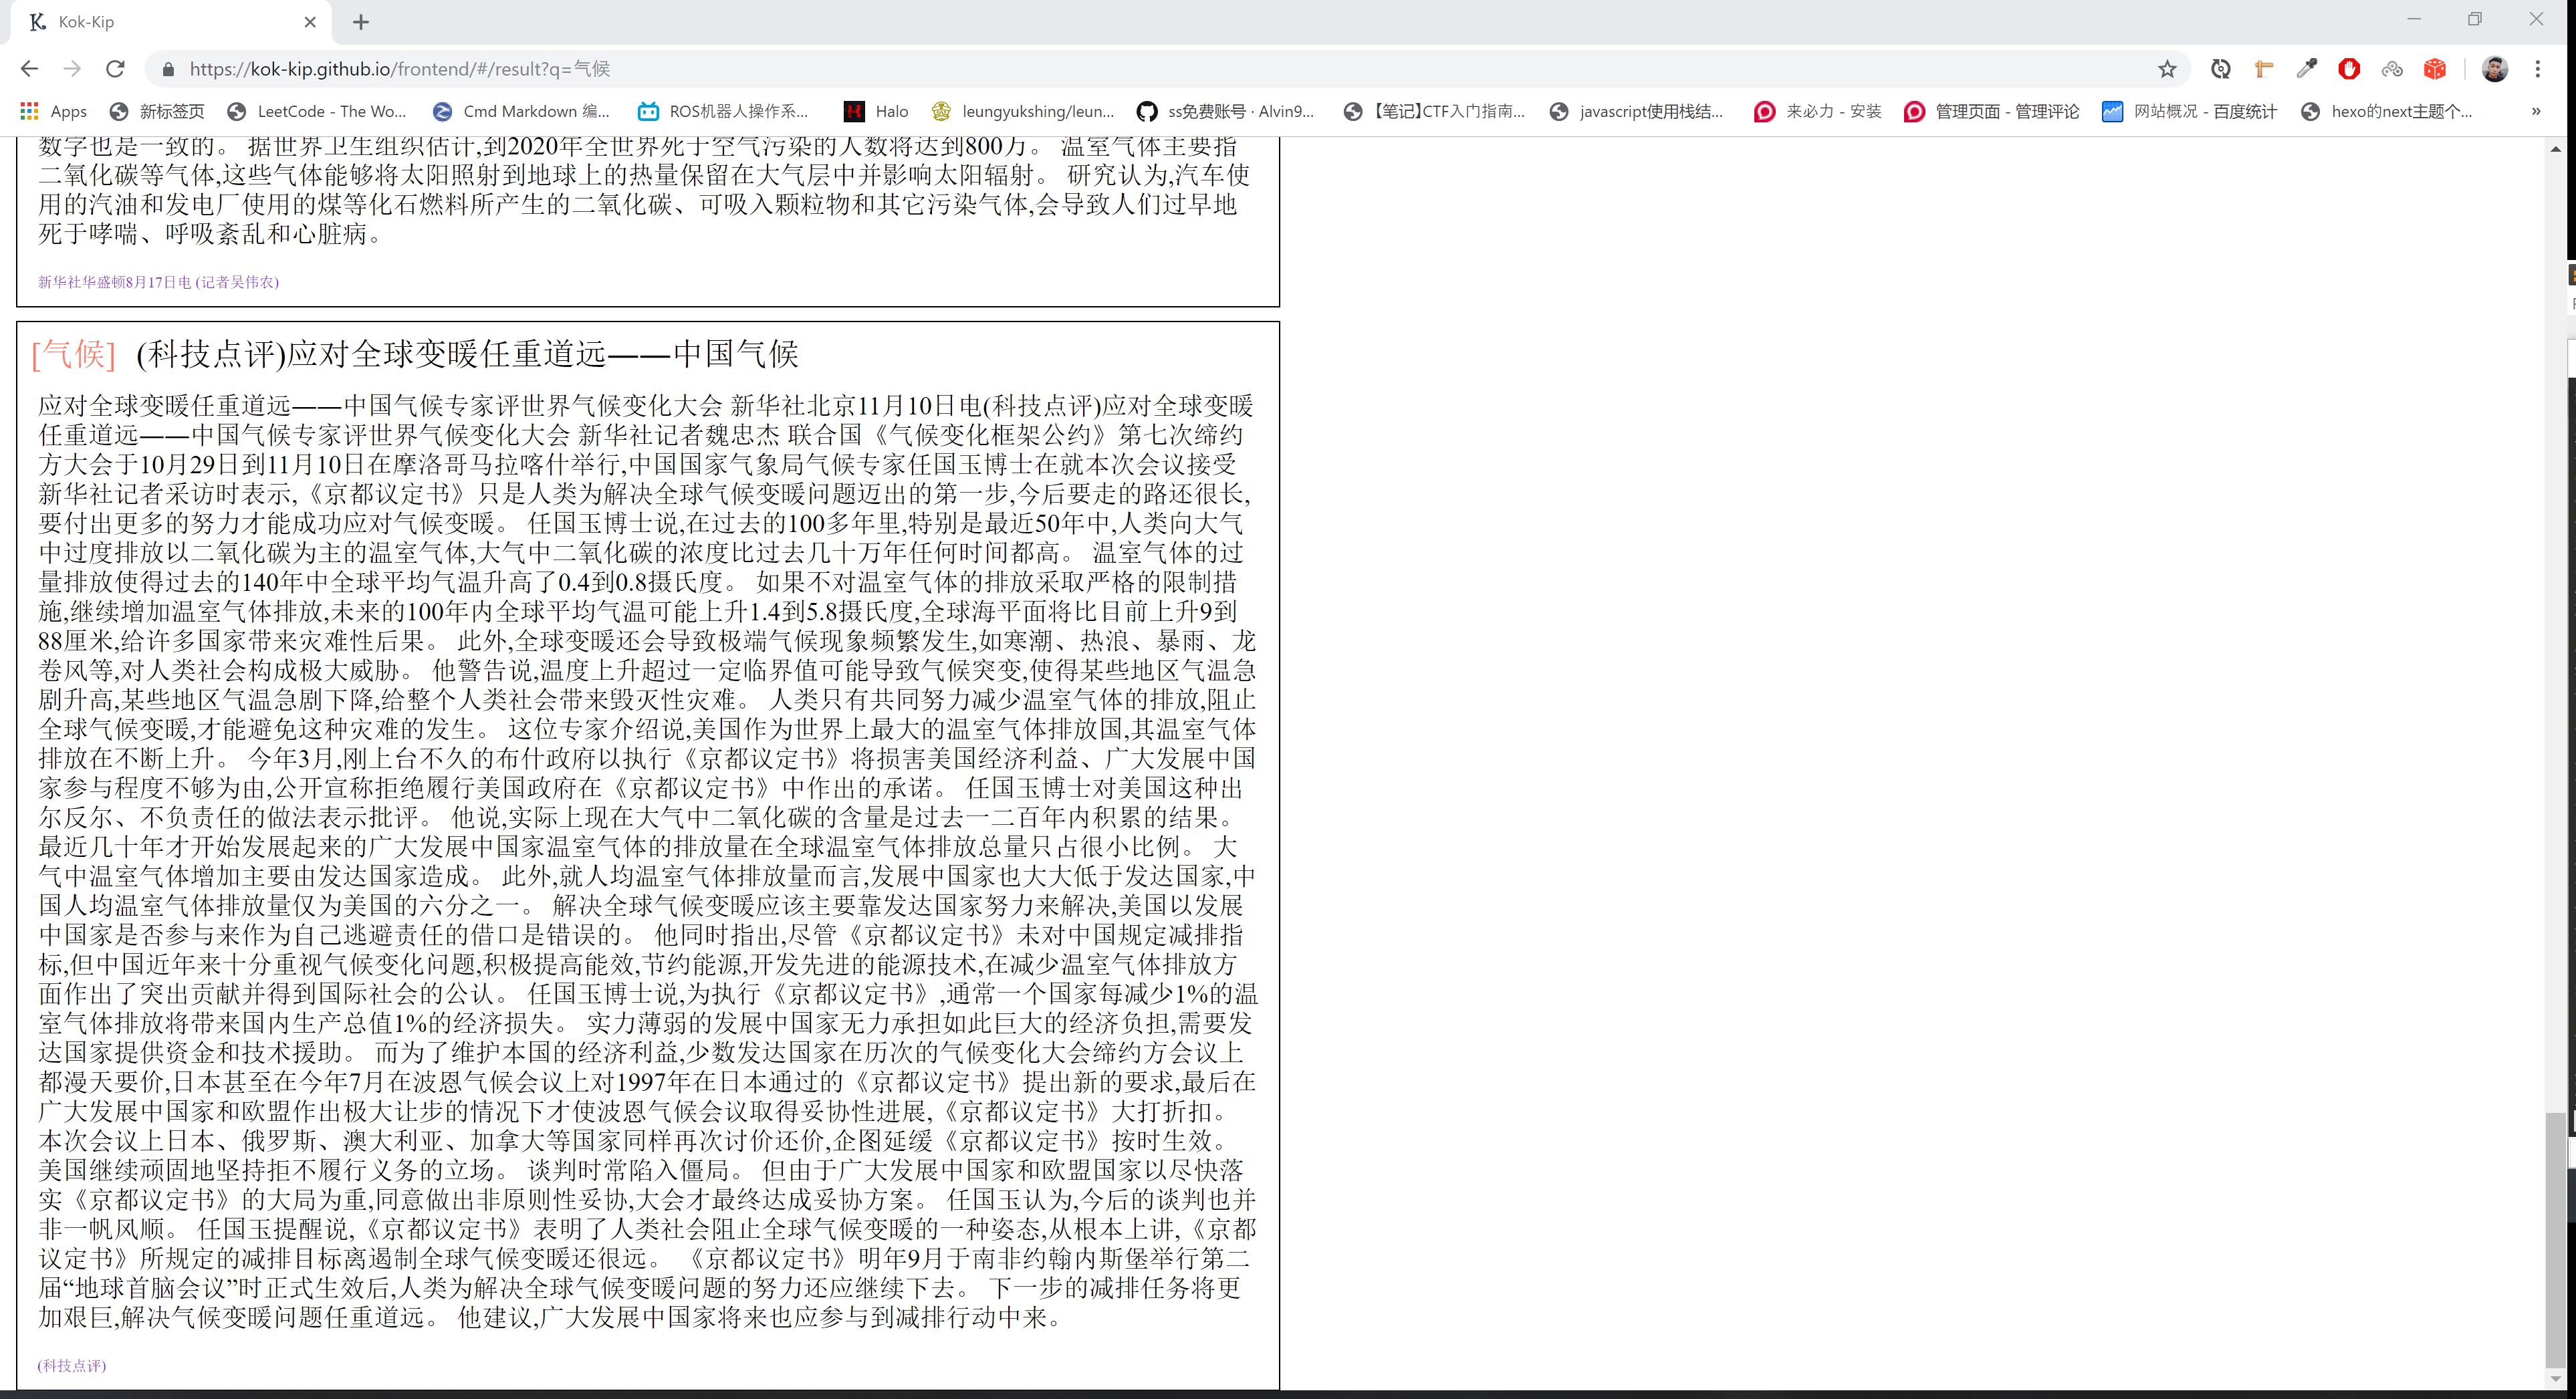 Kok-Kip
https://kok-kip.github.io/frontend/#/result?q=气候
Apps 新标签页 LeetCode - The Wo... Cmd Markdown 编... ROS机器人操作系... Halo leungyukshing/leun... ss免费账号 · Alvin9... 【笔记】CTF入门指南... javascript使用栈结... 来必力 - 安装 管理页面 - 管理评论 网站概况 - 百度统计 hexo的next主题个... »
数字也是一致的。 据世界卫生组织估计,到2020年全世界死于空气污染的人数将达到800万。 温室气体主要指
二氧化碳等气体,这些气体能够将太阳照射到地球上的热量保留在大气层中并影响太阳辐射。 研究认为,汽车使
用的汽油和发电厂使用的煤等化石燃料所产生的二氧化碳、可吸入颗粒物和其它污染气体,会导致人们过早地
死于哮喘、呼吸紊乱和心脏病。
新华社华盛顿8月17日电 (记者吴伟农)
[气候] (科技点评)应对全球变暖任重道远——中国气候
应对全球变暖任重道远——中国气候专家评世界气候变化大会 新华社北京11月10日电(科技点评)应对全球变暖
任重道远——中国气候专家评世界气候变化大会 新华社记者魏忠杰 联合国《气候变化框架公约》第七次缔约
方大会于10月29日到11月10日在摩洛哥马拉喀什举行,中国国家气象局气候专家任国玉博士在就本次会议接受
新华社记者采访时表示,《京都议定书》只是人类为解决全球气候变暖问题迈出的第一步,今后要走的路还很长,
要付出更多的努力才能成功应对气候变暖。 任国玉博士说,在过去的100多年里,特别是最近50年中,人类向大气
中过度排放以二氧化碳为主的温室气体,大气中二氧化碳的浓度比过去几十万年任何时间都高。 温室气体的过
量排放使得过去的140年中全球平均气温升高了0.4到0.8摄氏度。 如果不对温室气体的排放采取严格的限制措
施,继续增加温室气体排放,未来的100年内全球平均气温可能上升1.4到5.8摄氏度,全球海平面将比目前上升9到
88厘米,给许多国家带来灾难性后果。 此外,全球变暖还会导致极端气候现象频繁发生,如寒潮、热浪、暴雨、龙
卷风等,对人类社会构成极大威胁。 他警告说,温度上升超过一定临界值可能导致气候突变,使得某些地区气温急
剧升高,某些地区气温急剧下降,给整个人类社会带来毁灭性灾难。 人类只有共同努力减少温室气体的排放,阻止
全球气候变暖,才能避免这种灾难的发生。 这位专家介绍说,美国作为世界上最大的温室气体排放国,其温室气体
排放在不断上升。 今年3月,刚上台不久的布什政府以执行《京都议定书》将损害美国经济利益、广大发展中国
家参与程度不够为由,公开宣称拒绝履行美国政府在《京都议定书》中作出的承诺。 任国玉博士对美国这种出
尔反尔、不负责任的做法表示批评。 他说,实际上现在大气中二氧化碳的含量是过去一二百年内积累的结果。
最近几十年才开始发展起来的广大发展中国家温室气体的排放量在全球温室气体排放总量只占很小比例。 大
气中温室气体增加主要由发达国家造成。 此外,就人均温室气体排放量而言,发展中国家也大大低于发达国家,中
国人均温室气体排放量仅为美国的六分之一。 解决全球气候变暖应该主要靠发达国家努力来解决,美国以发展
中国家是否参与来作为自己逃避责任的借口是错误的。 他同时指出,尽管《京都议定书》未对中国规定减排指
标,但中国近年来十分重视气候变化问题,积极提高能效,节约能源,开发先进的能源技术,在减少温室气体排放方
面作出了突出贡献并得到国际社会的公认。 任国玉博士说,为执行《京都议定书》,通常一个国家每减少1%的温
室气体排放将带来国内生产总值1%的经济损失。 实力薄弱的发展中国家无力承担如此巨大的经济负担,需要发
达国家提供资金和技术援助。 而为了维护本国的经济利益,少数发达国家在历次的气候变化大会缔约方会议上
都漫天要价,日本甚至在今年7月在波恩气候会议上对1997年在日本通过的《京都议定书》提出新的要求,最后在
广大发展中国家和欧盟作出极大让步的情况下才使波恩气候会议取得妥协性进展,《京都议定书》大打折扣。
本次会议上日本、俄罗斯、澳大利亚、加拿大等国家同样再次讨价还价,企图延缓《京都议定书》按时生效。
美国继续顽固地坚持拒不履行义务的立场。 谈判时常陷入僵局。 但由于广大发展中国家和欧盟国家以尽快落
实《京都议定书》的大局为重,同意做出非原则性妥协,大会才最终达成妥协方案。 任国玉认为,今后的谈判也并
非一帆风顺。 任国玉提醒说,《京都议定书》表明了人类社会阻止全球气候变暖的一种姿态,从根本上讲,《京都
议定书》所规定的减排目标离遏制全球气候变暖还很远。 《京都议定书》明年9月于南非约翰内斯堡举行第二
届“地球首脑会议”时正式生效后,人类为解决全球气候变暖问题的努力还应继续下去。 下一步的减排任务将更
加艰巨,解决气候变暖问题任重道远。 他建议,广大发展中国家将来也应参与到减排行动中来。
(科技点评)